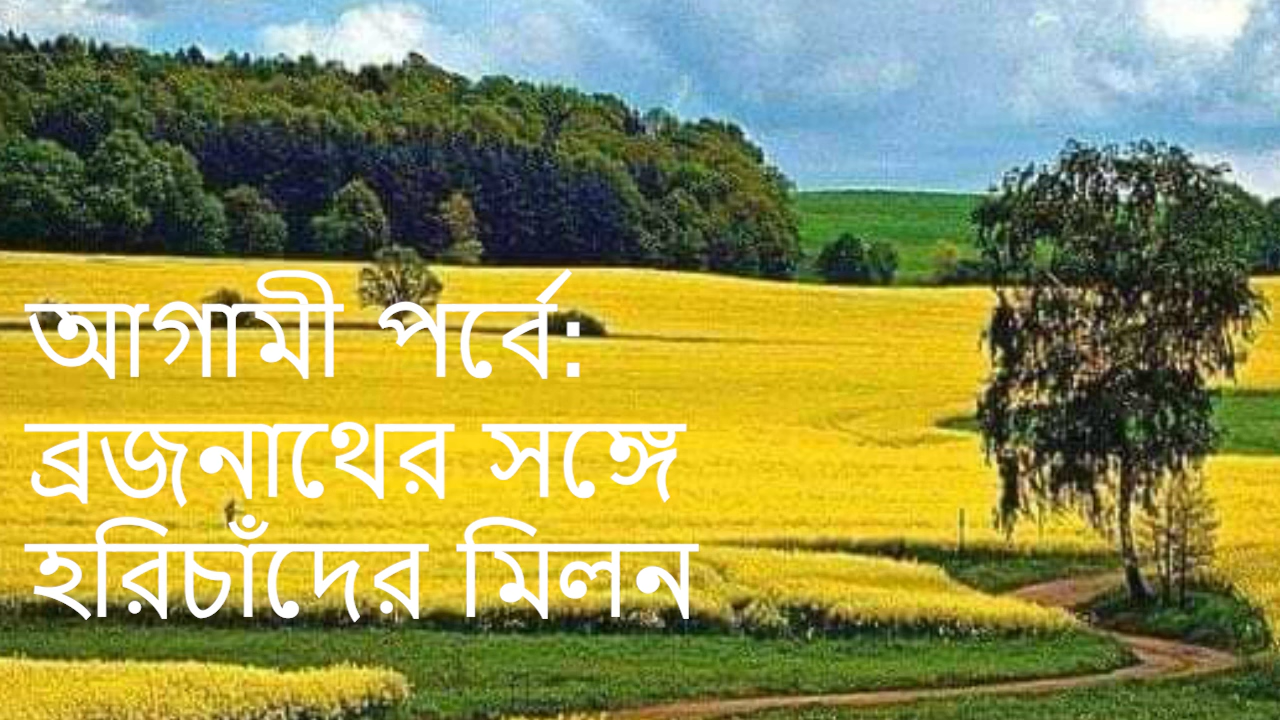 আগামী পর্বে:
ব্রজনাথের সঙ্গে
হরিচাঁদের মিলন